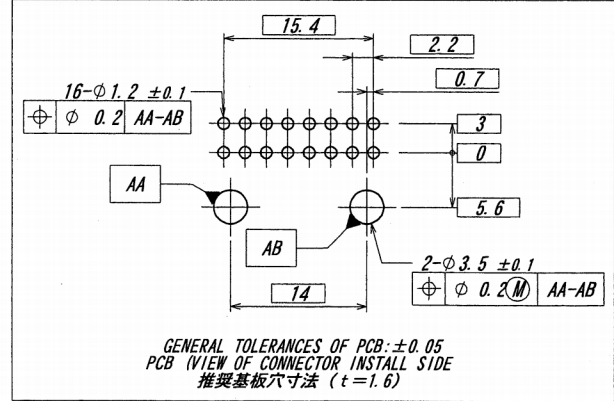 15.4
2.2
0.7
16-Φ1.2 ±0.1
⌖ Φ 0.2 AA-AB
3
0
AA
5.6
AB
2-Φ3.5 ±0.1
⌖ Φ 0.2Ⓜ AA-AB
14
GENERAL TOLERANCES OF PCB:±0.05
PCB (VIEW OF CONNECTOR INSTALL SIDE
推奨基板穴寸法 (t=1.6)